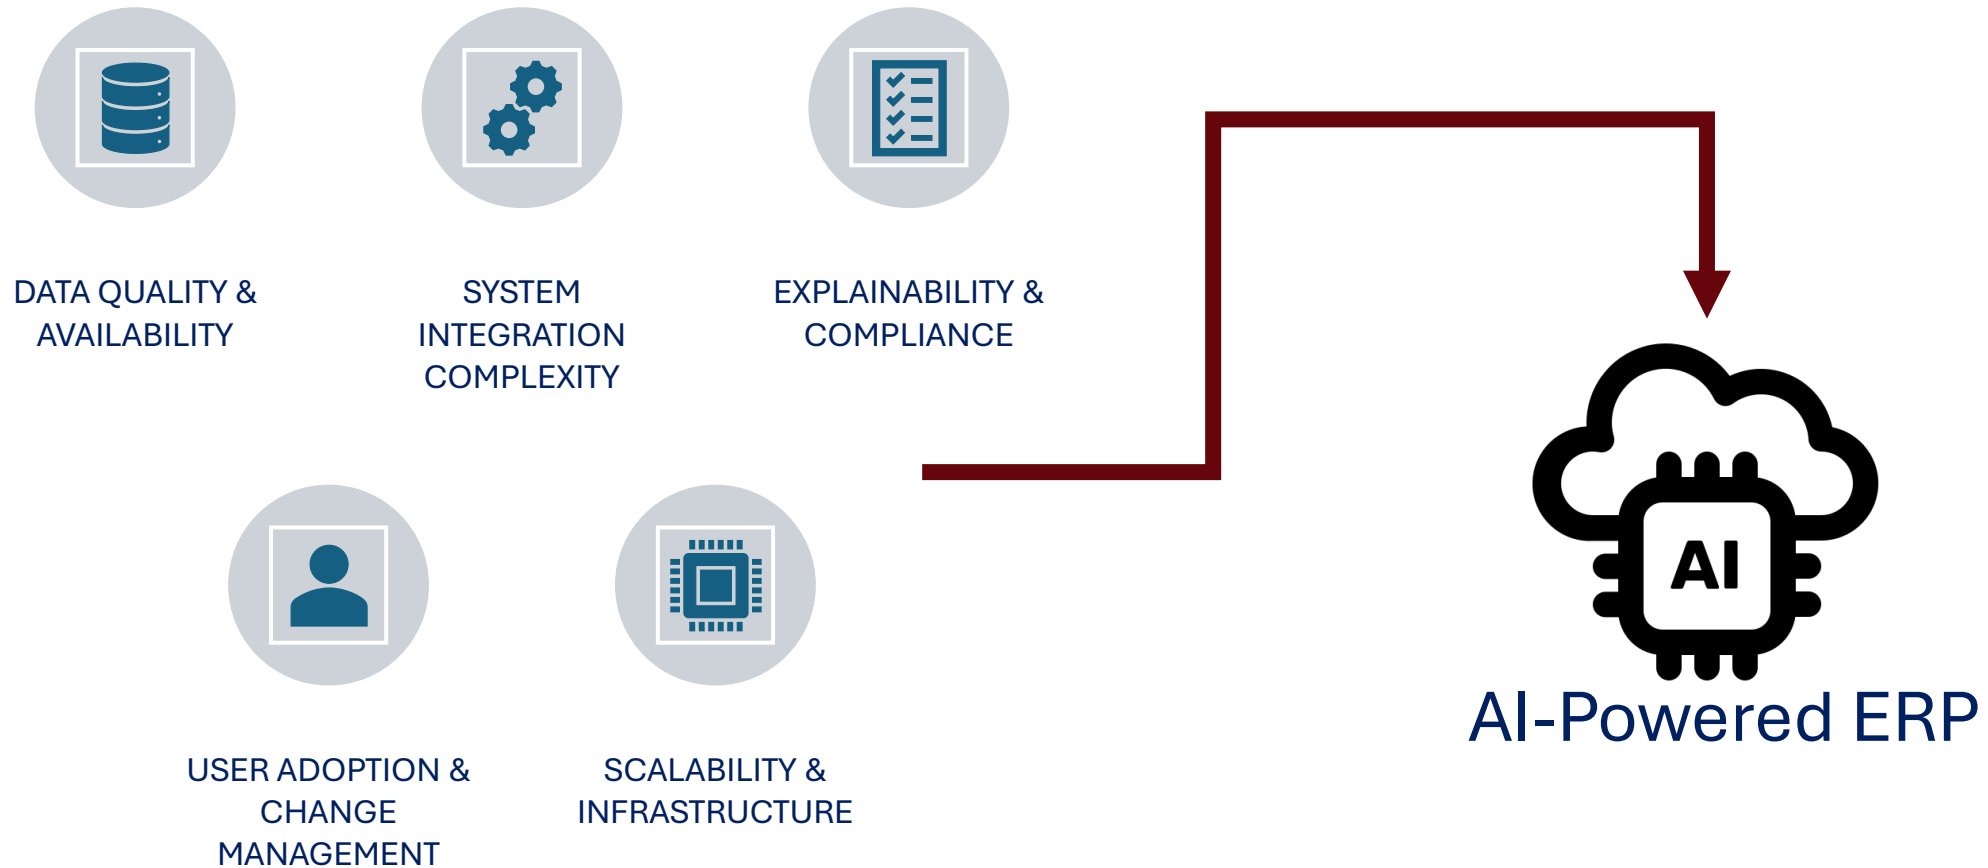 DATA QUALITY &
AVAILABILITY
SYSTEM
INTEGRATION
COMPLEXITY
EXPLAINABILITY &
COMPLIANCE
USER ADOPTION &
CHANGE
MANAGEMENT
SCALABILITY &
INFRASTRUCTURE
AI
AI-Powered ERP